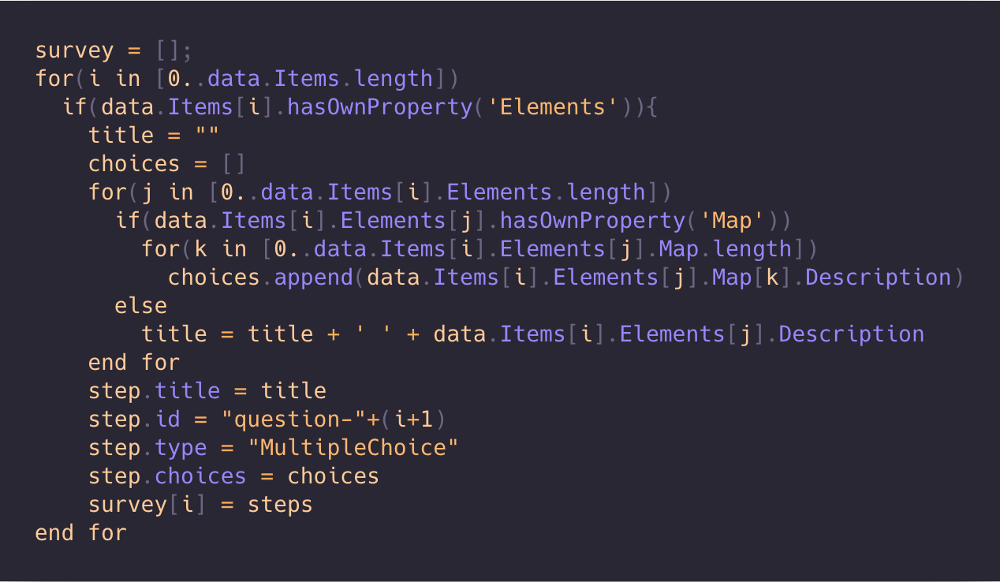 survey = [];
for(i in [0..data.Items.length])
  if(data.Items[i].hasOwnProperty('Elements')){
    title = ""
    choices = []
    for(j in [0..data.Items[i].Elements.length])
      if(data.Items[i].Elements[j].hasOwnProperty('Map'))
        for(k in [0..data.Items[i].Elements[j].Map.length])
          choices.append(data.Items[i].Elements[j].Map[k].Description)
      else
        title = title + ' ' + data.Items[i].Elements[j].Description
    end for
    step.title = title
    step.id = "question-"+(i+1)
    step.type = "MultipleChoice"
    step.choices = choices
    survey[i] = steps
end for